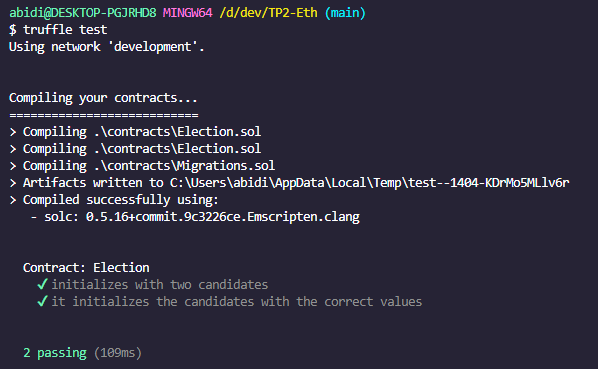 abidi@DESKTOP-PGJRHD8 MINGW64 /d/dev/TP2-Eth (main)
$ truffle test
Using network 'development'.
Compiling your contracts...
===========================
> Compiling .\contracts\Election.sol
> Compiling .\contracts\Election.sol
> Compiling .\contracts\Migrations.sol
> Artifacts written to C:\Users\abidi\AppData\Local\Temp\test--1404-KDrMo5MLlv6r
> Compiled successfully using:
- solc: 0.5.16+commit.9c3226ce.Emscripten.clang
Contract: Election
✓ initializes with two candidates
✓ it initializes the candidates with the correct values
2 passing (109ms)